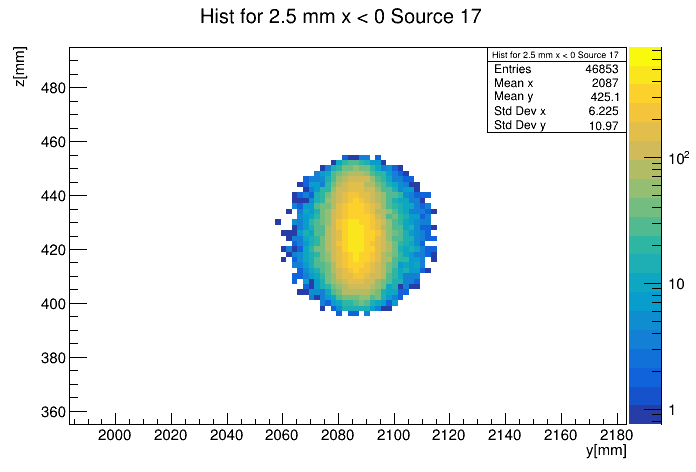 Hist for 2.5 mm x < 0 Source 17
z[mm]
Hist for 2.5 mm x < 0 Source 17
Entries 46853
Mean x 2087
Mean y 425.1
Std Dev x 6.225
Std Dev y 10.97
480
460
440
420
400
380
360
2000 2020 2040 2060 2080 2100 2120 2140 2160 2180
y[mm]
10²
10
1